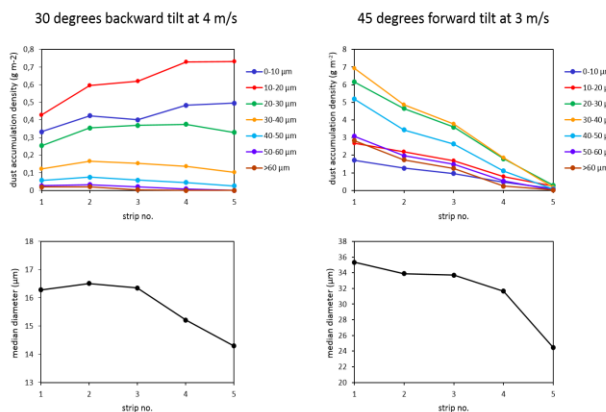 30 degrees backward tilt at 4 m/s
45 degrees forward tilt at 3 m/s
dust accumulation density (g m-2)
0,8
0,7
0,6
0,5
0,4
0,3
0,2
0,1
0
1 2 3 4 5
strip no.
0-10 µm
10-20 µm
20-30 µm
30-40 µm
40-50 µm
50-60 µm
>60 µm
dust accumulation density (g m⁻²)
8
7
6
5
4
3
2
1
0
1 2 3 4 5
strip no.
0-10 µm
10-20 µm
20-30 µm
30-40 µm
40-50 µm
50-60 µm
>60 µm
median diameter (µm)
18
17
16
15
14
13
1 2 3 4 5
strip no.
median diameter (µm)
38
36
34
32
30
28
26
24
22
20
1 2 3 4 5
strip no.